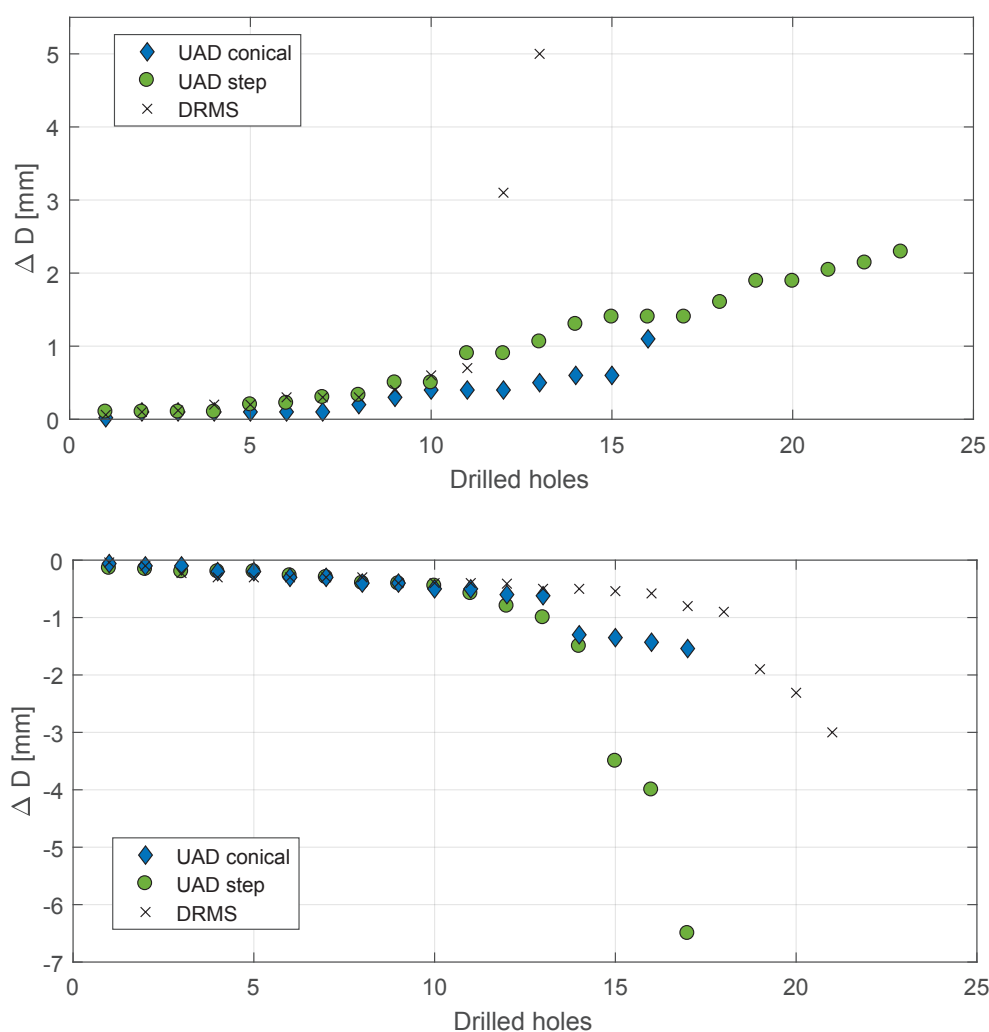 5
4
3
2
1
0
Δ D [mm]
UAD conical
UAD step
DRMS
0 5 10 15 20 25
Drilled holes
0
-1
-2
-3
-4
-5
-6
-7
Δ D [mm]
UAD conical
UAD step
DRMS
0 5 10 15 20 25
Drilled holes